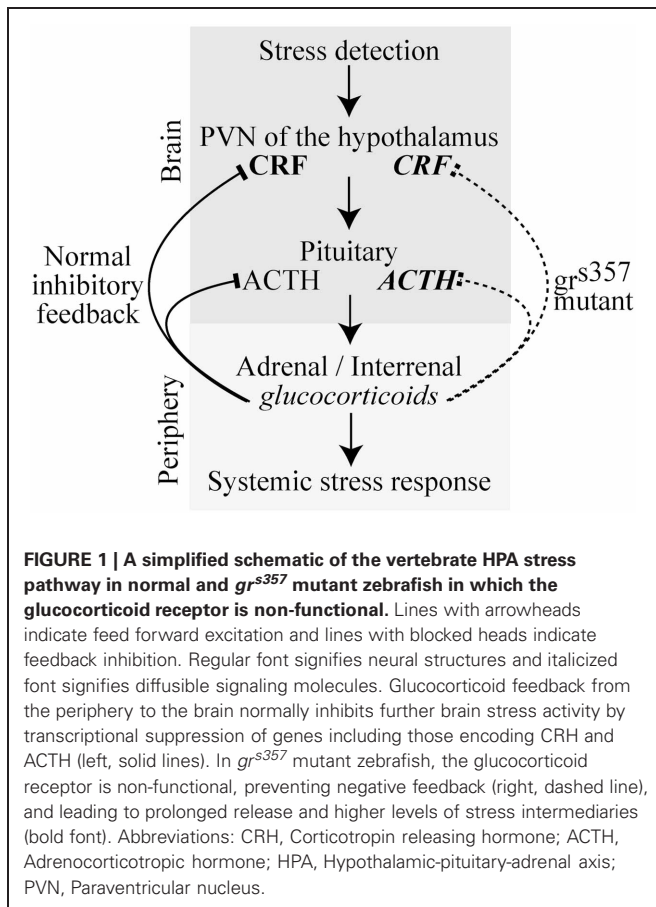 Stress detection
Brain
PVN of the hypothalamus
CRF CRF
Normal
inhibitory
feedback
Pituitary
ACTH ACTH
grs357
mutant
Periphery
Adrenal / Interrenal
glucocorticoids
Systemic stress response
FIGURE 1 | A simplified schematic of the vertebrate HPA stress
pathway in normal and grs357 mutant zebrafish in which the
glucocorticoid receptor is non-functional. Lines with arrowheads
indicate feed forward excitation and lines with blocked heads indicate
feedback inhibition. Regular font signifies neural structures and italicized
font signifies diffusible signaling molecules. Glucocorticoid feedback from
the periphery to the brain normally inhibits further brain stress activity by
transcriptional suppression of genes including those encoding CRH and
ACTH (left, solid lines). In grs357 mutant zebrafish, the glucocorticoid
receptor is non-functional, preventing negative feedback (right, dashed line),
and leading to prolonged release and higher levels of stress intermediaries
(bold font). Abbreviations: CRH, Corticotropin releasing hormone; ACTH,
Adrenocorticotropic hormone; HPA, Hypothalamic-pituitary-adrenal axis;
PVN, Paraventricular nucleus.